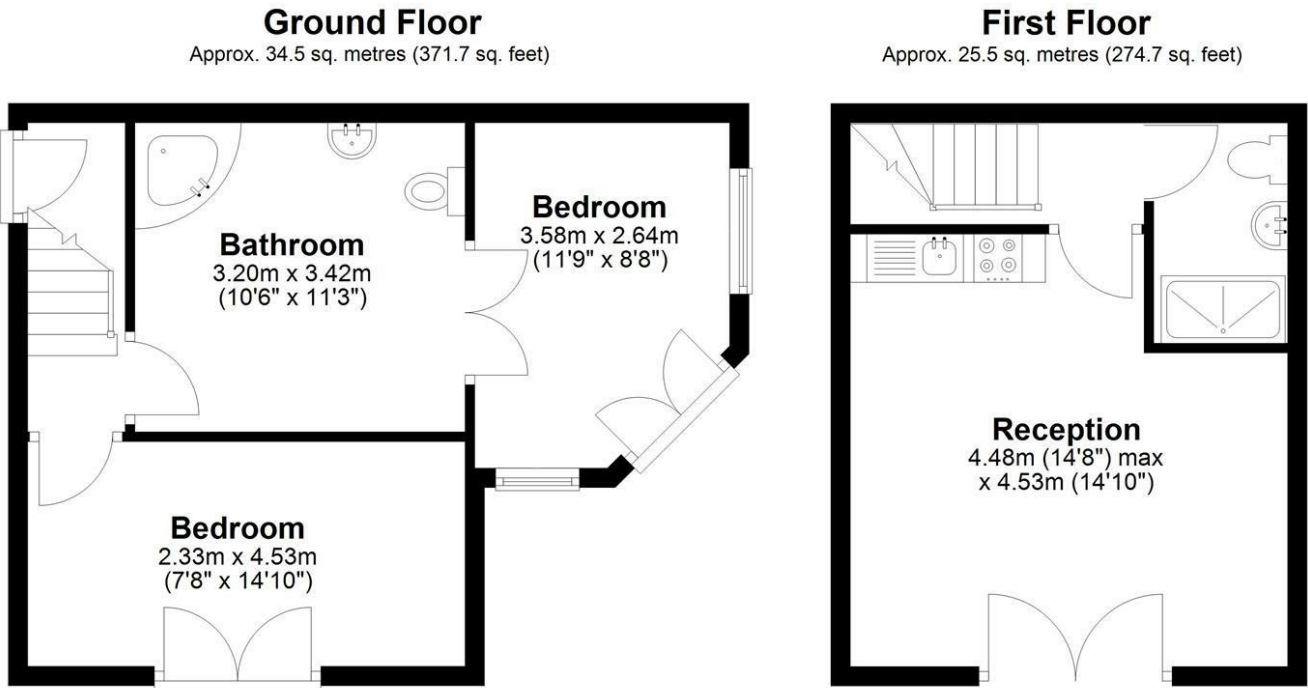 Ground Floor
Approx. 34.5 sq. metres (371.7 sq. feet)
Bathroom
3.20m x 3.42m
(10'6" x 11'3")
Bedroom
3.58m x 2.64m
(11'9" x 8'8")
Bedroom
2.33m x 4.53m
(7'8" x 14'10")
First Floor
Approx. 25.5 sq. metres (274.7 sq. feet)
Reception
4.48m (14'8") max
x 4.53m (14'10")